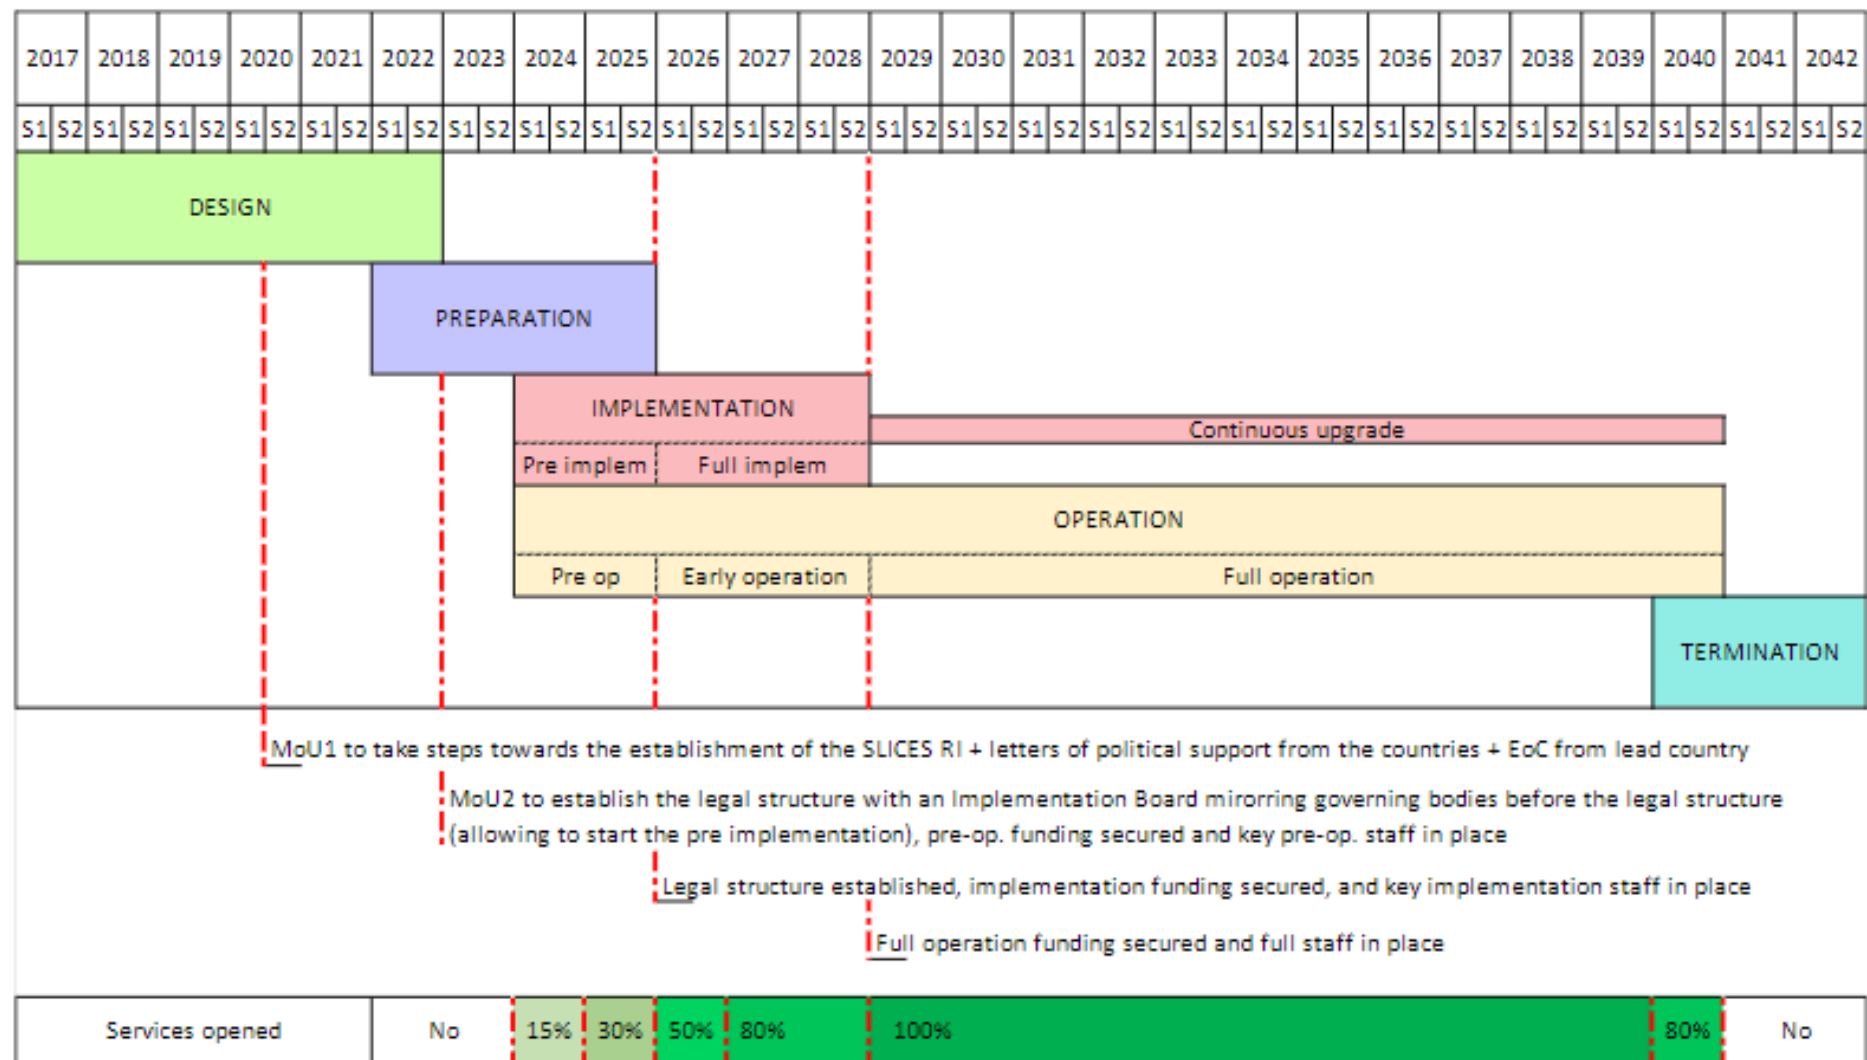 2017 2018 2019 2020 2021 2022 2023 2024 2025 2026 2027 2028 2029 2030 2031 2032 2033 2034 2035 2036 2037 2038 2039 2040 2041 2042
S1 S2 S1 S2 S1 S2 S1 S2 S1 S2 S1 S2 S1 S2 S1 S2 S1 S2 S1 S2 S1 S2 S1 S2 S1 S2 S1 S2 S1 S2 S1 S2 S1 S2 S1 S2 S1 S2 S1 S2 S1 S2 S1 S2 S1 S2 S1 S2 S1 S2 S1 S2
DESIGN
PREPARATION
IMPLEMENTATION
Continuous upgrade
Pre implem Full implem
OPERATION
Pre op Early operation Full operation
TERMINATION
MoU1 to take steps towards the establishment of the SLICES RI + letters of political support from the countries + EoC from lead country
MoU2 to establish the legal structure with an Implementation Board mirorring governing bodies before the legal structure
(allowing to start the pre implementation), pre-op. funding secured and key pre-op. staff in place
Legal structure established, implementation funding secured, and key implementation staff in place
Full operation funding secured and full staff in place
Services opened No 15% 30% 50% 80% 100% 80% No